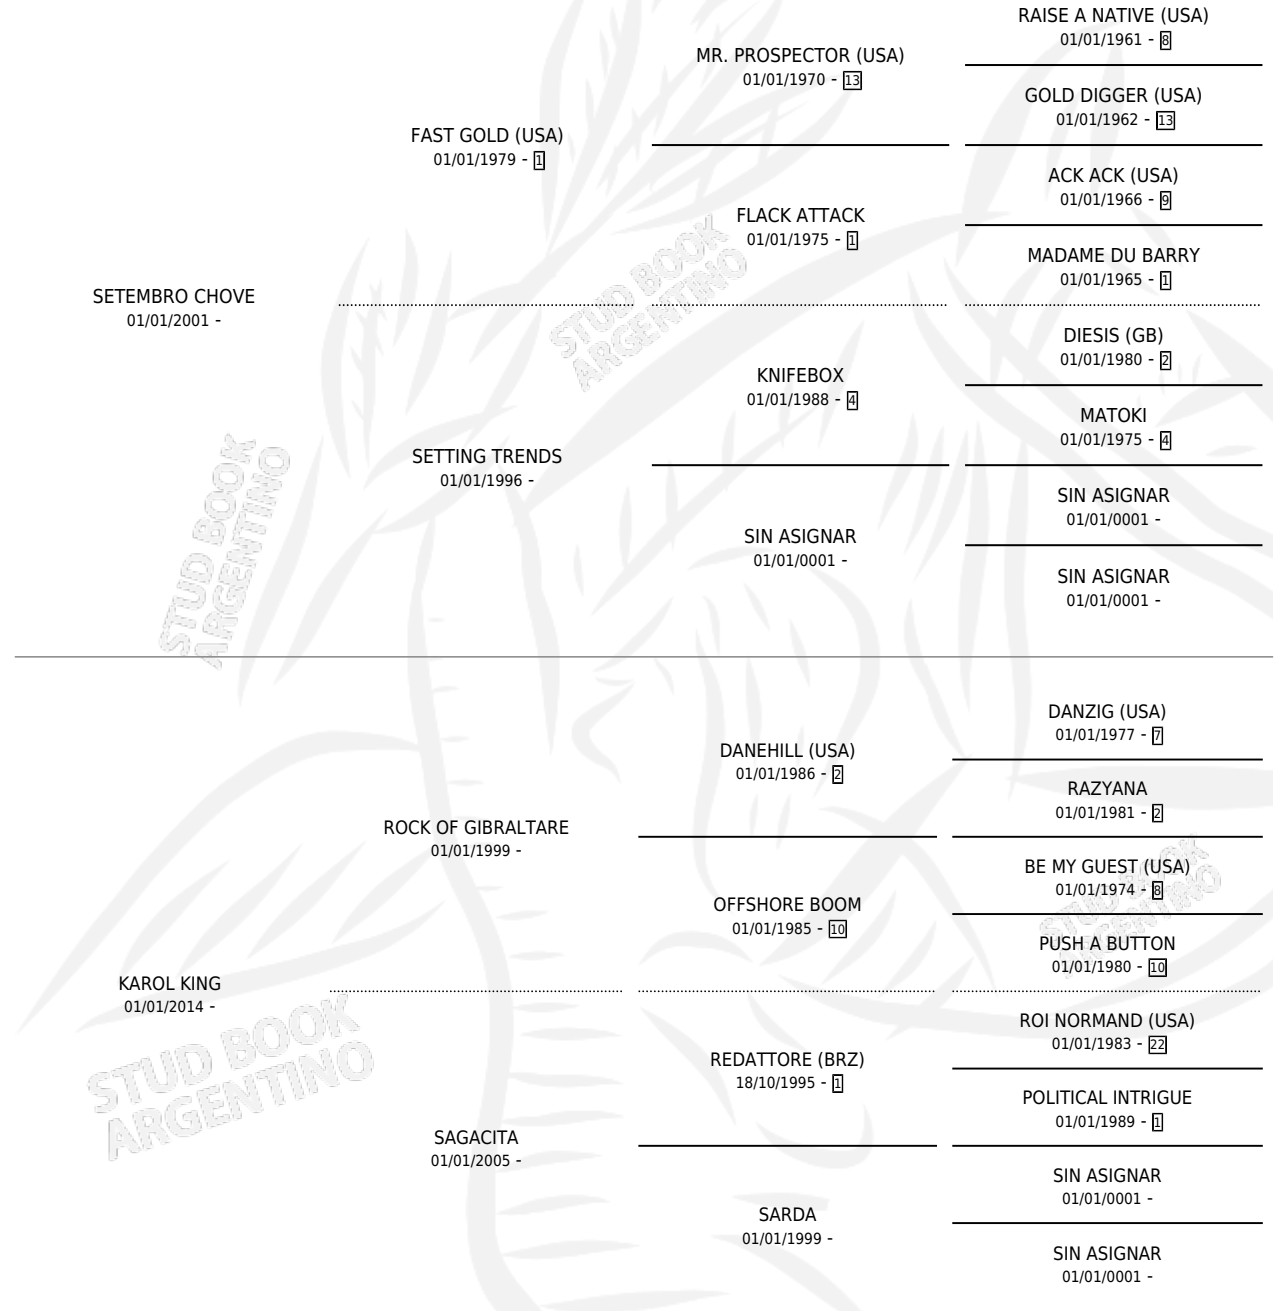 RAISE A NATIVE (USA)
01/01/1961 - 8
MR. PROSPECTOR (USA)
01/01/1970 - 13
GOLD DIGGER (USA)
01/01/1962 - 13
FAST GOLD (USA)
01/01/1979 - 1
ACK ACK (USA)
01/01/1966 - 9
FLACK ATTACK
01/01/1975 - 1
MADAME DU BARRY
01/01/1965 - 1
SETEMBRO CHOVE
01/01/2001 -
DIESIS (GB)
01/01/1980 - 2
KNIFEBOX
01/01/1988 - 4
MATOKI
01/01/1975 - 4
SETTING TRENDS
01/01/1996 -
SIN ASIGNAR
01/01/0001 -
SIN ASIGNAR
01/01/0001 -
SIN ASIGNAR
01/01/0001 -
DANZIG (USA)
01/01/1977 - 7
DANEHILL (USA)
01/01/1986 - 2
RAZYANA
01/01/1981 - 2
ROCK OF GIBRALTARE
01/01/1999 -
BE MY GUEST (USA)
01/01/1974 - 8
OFFSHORE BOOM
01/01/1985 - 10
PUSH A BUTTON
01/01/1980 - 10
KAROL KING
01/01/2014 -
ROI NORMAND (USA)
01/01/1983 - 22
REDATTORE (BRZ)
18/10/1995 - 1
POLITICAL INTRIGUE
01/01/1989 - 1
SAGACITA
01/01/2005 -
SIN ASIGNAR
01/01/0001 -
SARDA
01/01/1999 -
SIN ASIGNAR
01/01/0001 -
STUD BOOK
ARGENTINO
STUD BOOK
ARGENTINO
STUD BOOK
ARGENTINO
STUD BOOK
ARGENTINO